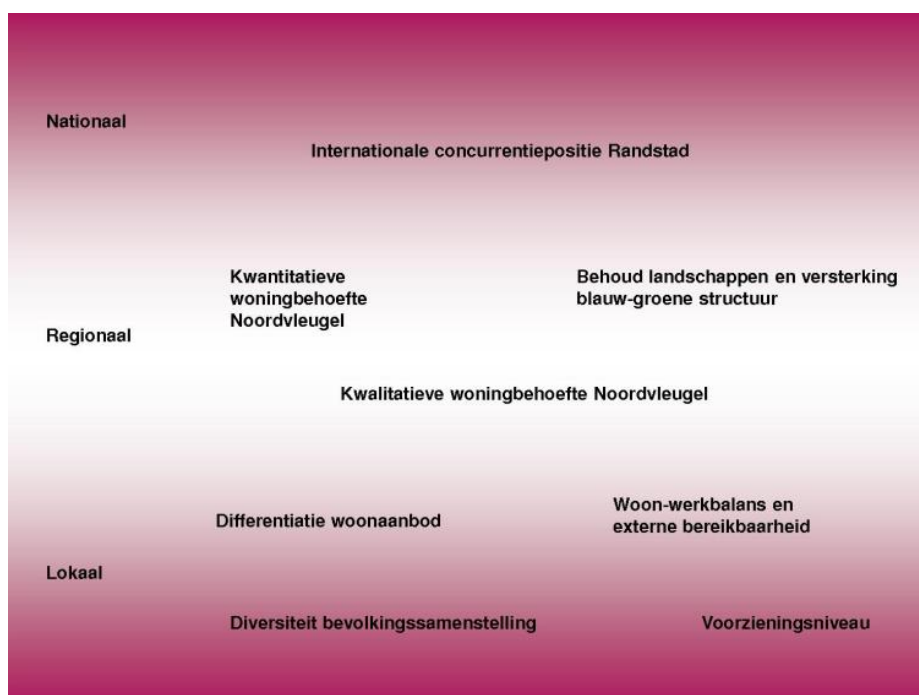 Nationaal
Internationale concurrentiepositie Randstad
Kwantitatieve
woningbehoefte
Noordvleugel
Behoud landschappen en versterking
blauw-groene structuur
Regionaal
Kwalitatieve woningbehoefte Noordvleugel
Differentiatie woonaanbod
Woon-werkbalans en
externe bereikbaarheid
Lokaal
Diversiteit bevolkingssamenstelling
Voorzieningsniveau